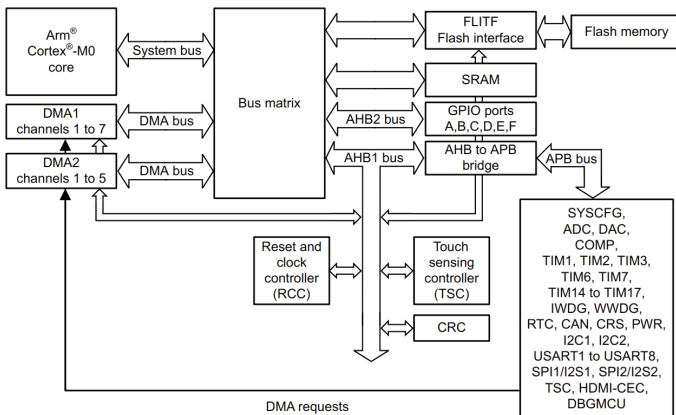 Arm®
Cortex®-M0
core
System bus
Bus matrix
FLITF
Flash interface
Flash memory
SRAM
DMA1
channels 1 to 7
DMA bus
AHB2 bus
GPIO ports
A,B,C,D,E,F
DMA2
channels 1 to 5
DMA bus
AHB1 bus
AHB to APB
bridge
APB bus
Reset and
clock
controller
(RCC)
Touch
sensing
controller
(TSC)
CRC
SYSCFG,
ADC, DAC,
COMP,
TIM1, TIM2, TIM3,
TIM6, TIM7,
TIM14 to TIM17,
IWDG, WWDG,
RTC, CAN, CRS, PWR,
I2C1, I2C2,
USART1 to USART8,
SPI1/I2S1, SPI2/I2S2,
TSC, HDMI-CEC,
DBGMCU
DMA requests